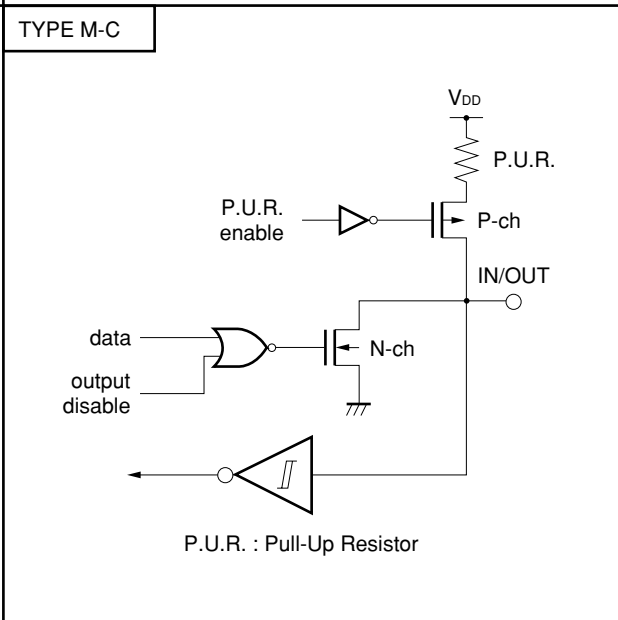 TYPE M-C
VDD
P.U.R.
P.U.R.
enable
P-ch
IN/OUT
data
N-ch
output
disable
P.U.R. : Pull-Up Resistor